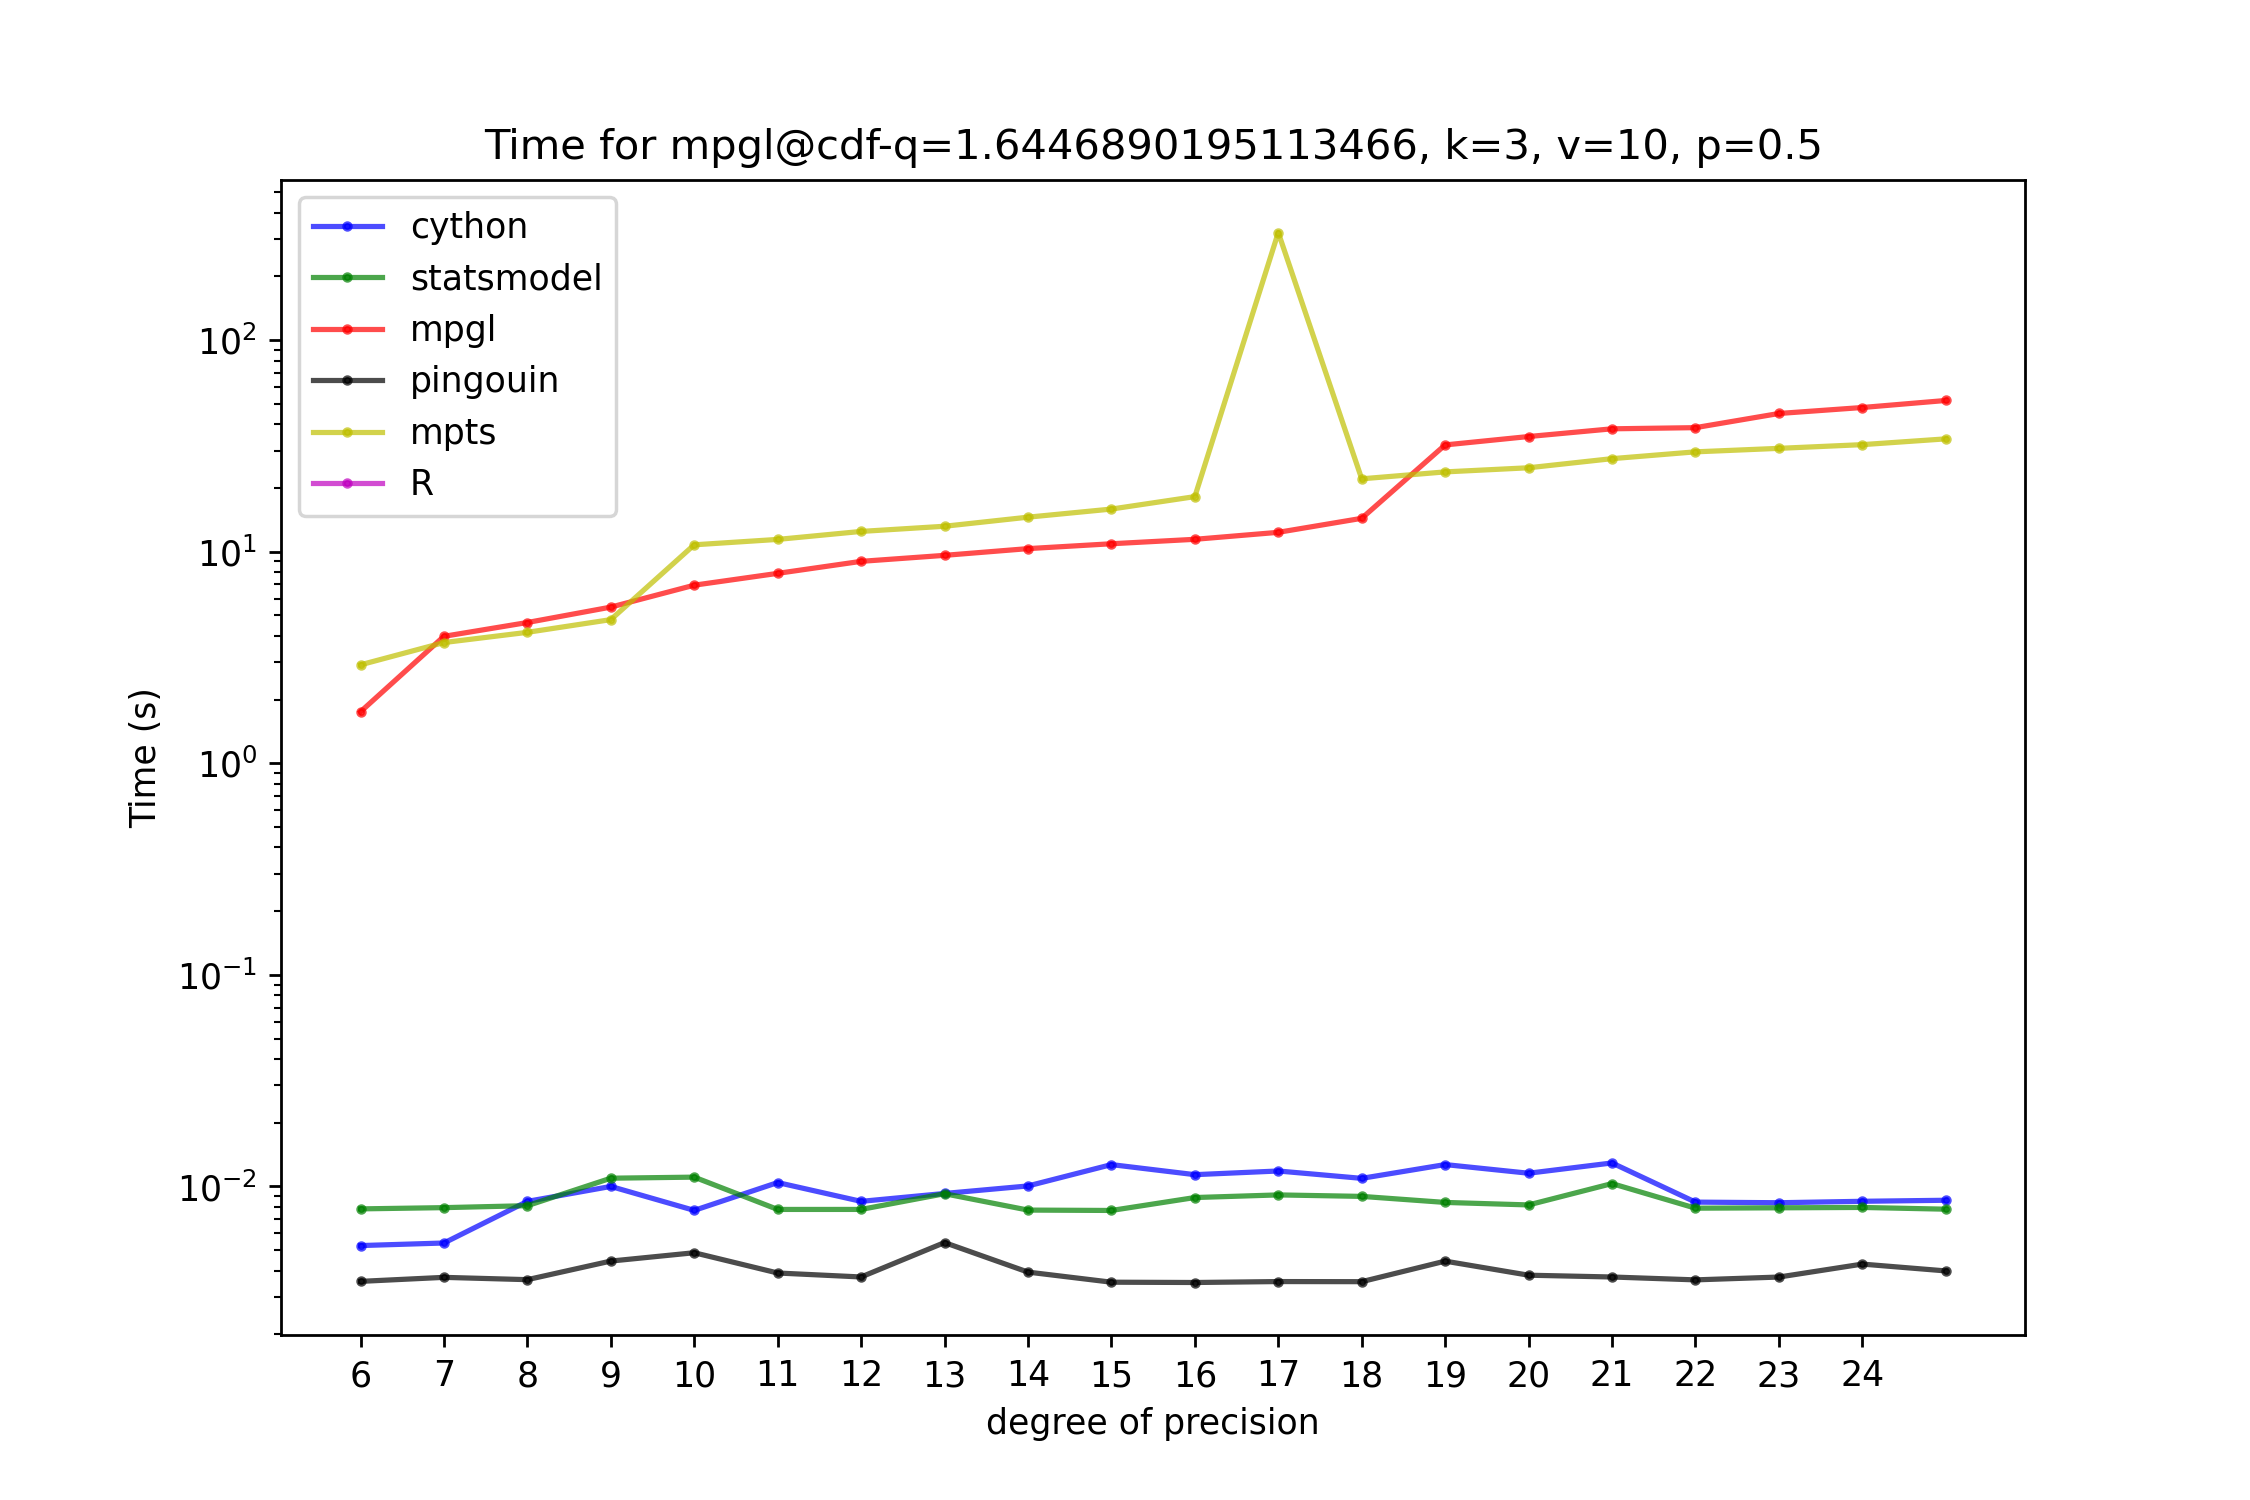 Time for mpgl@cdf-q=1.6446890195113466, k=3, v=10, p=0.5
cython
statsmodel
mpgl
pingouin
mpts
R
10²
10¹
10⁰
10⁻¹
10⁻²
Time (s)
6 7 8 9 10 11 12 13 14 15 16 17 18 19 20 21 22 23 24
degree of precision